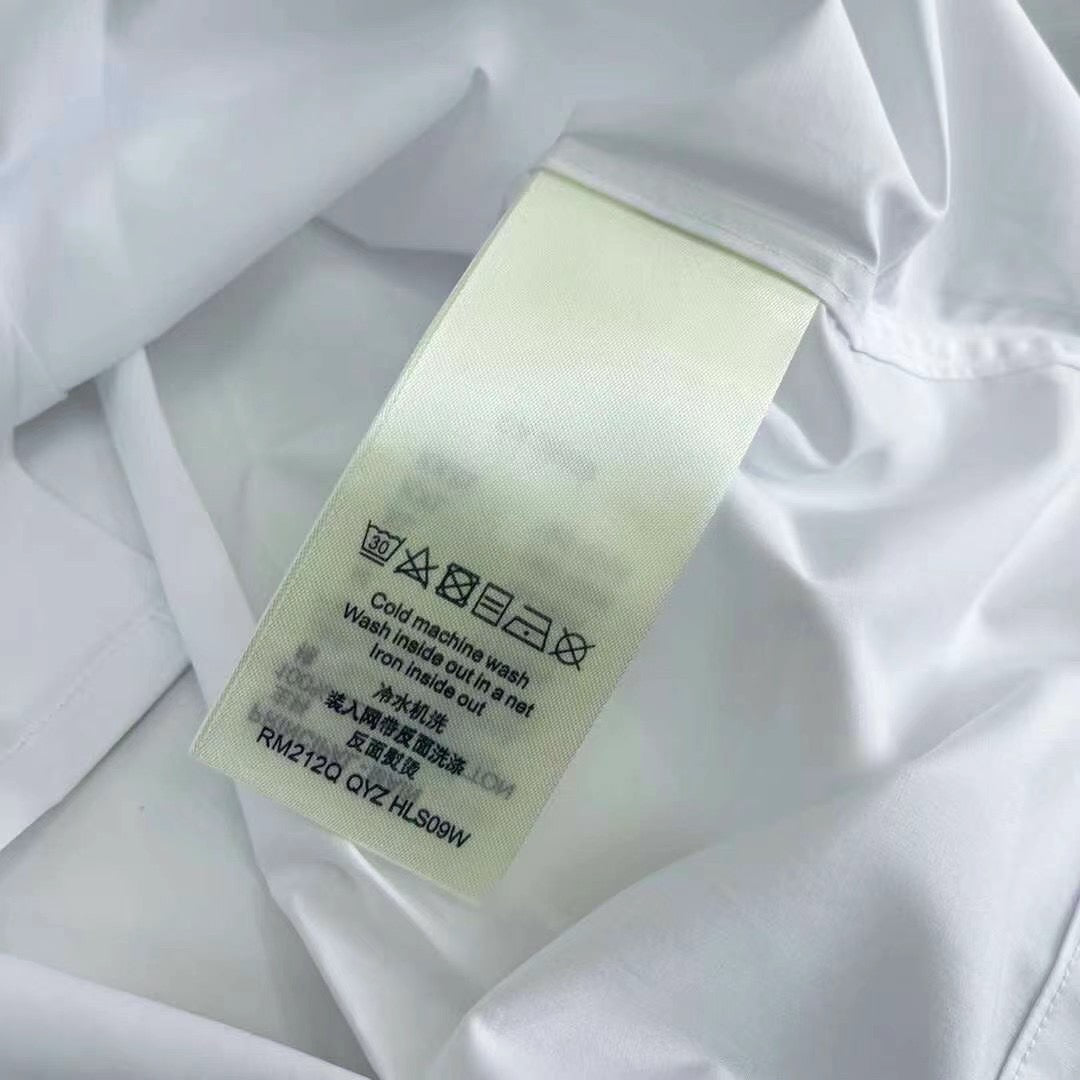 30
Cold machine wash
Wash inside out in a net
Iron inside out
冷水机洗
装入网带反面洗涤
反面熨烫
RM212Q QYZ HLS09W